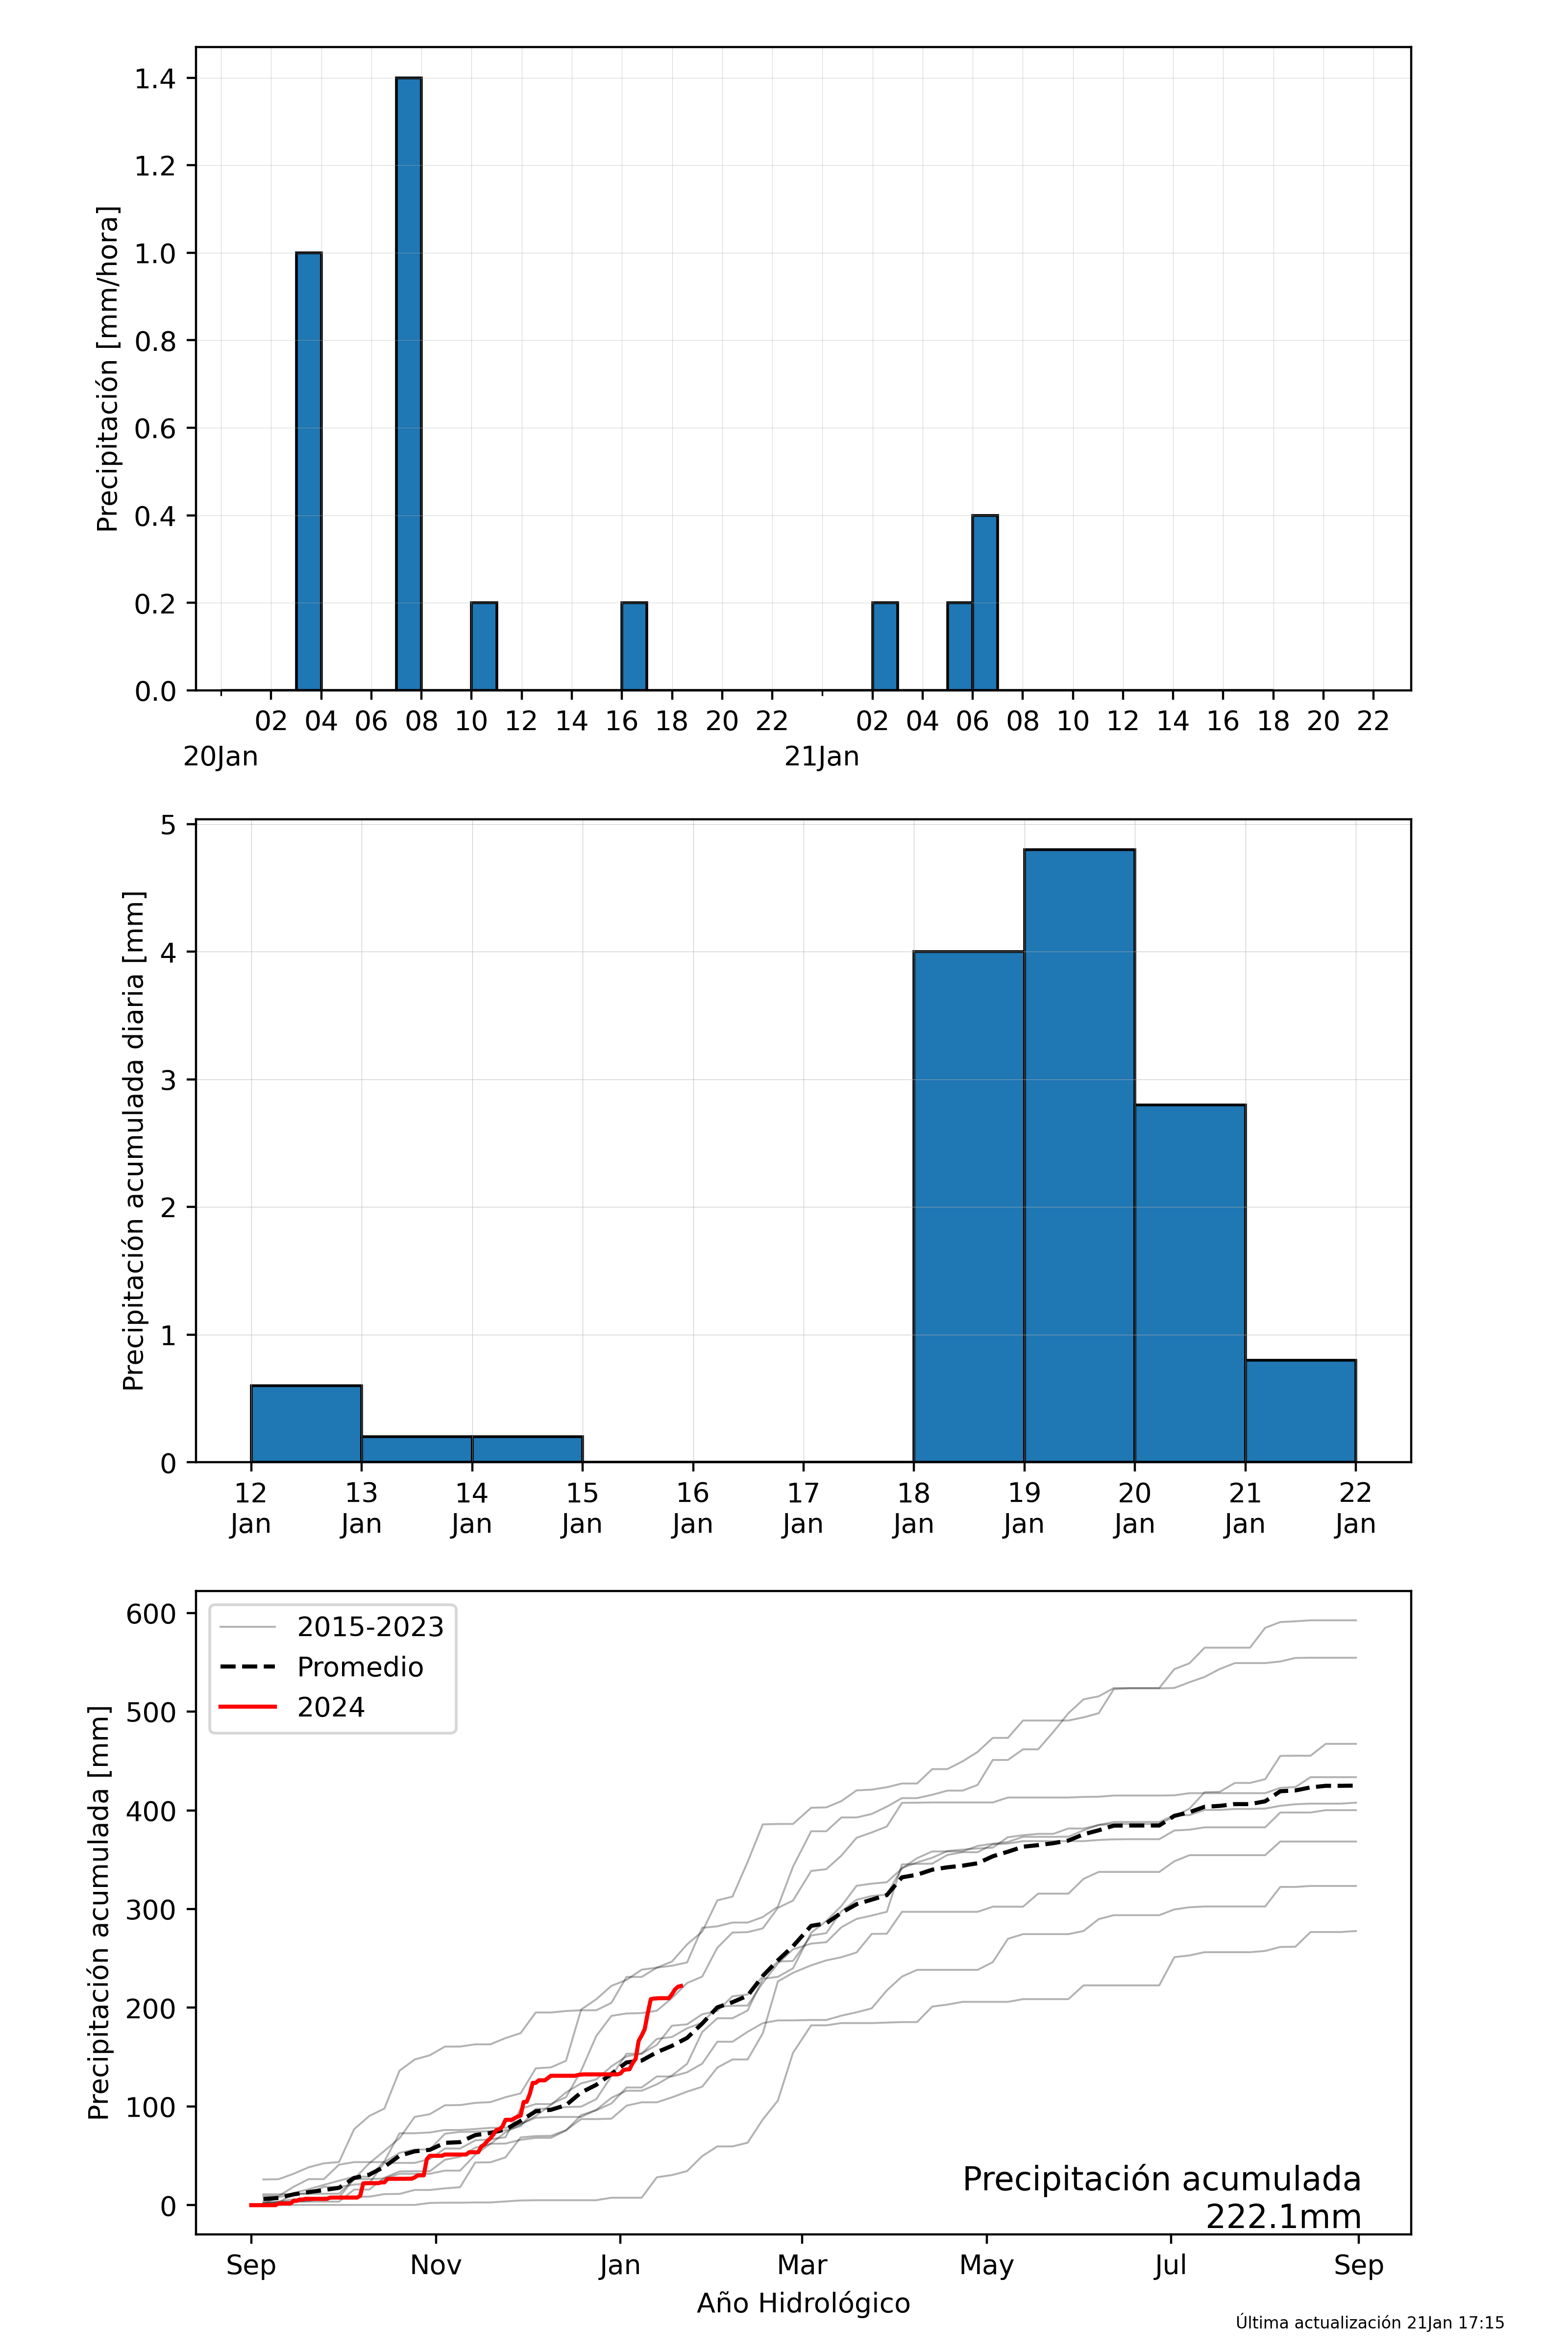 Precipitación [mm/hora]
1.4
1.2
1.0
0.8
0.6
0.4
0.2
0.0
02 04 06 08 10 12 14 16 18 20 22 02 04 06 08 10 12 14 16 18 20 22
20Jan 21Jan
Precipitación acumulada diaria [mm]
5
4
3
2
1
0
12 13 14 15 16 17 18 19 20 21 22
Jan Jan Jan Jan Jan Jan Jan Jan Jan Jan Jan
Precipitación acumulada [mm]
600
500
400
300
200
100
0
2015-2023
Promedio
2024
Precipitación acumulada
222.1mm
Sep Nov Jan Mar May Jul Sep
Año Hidrológico
Última actualización 21Jan 17:15